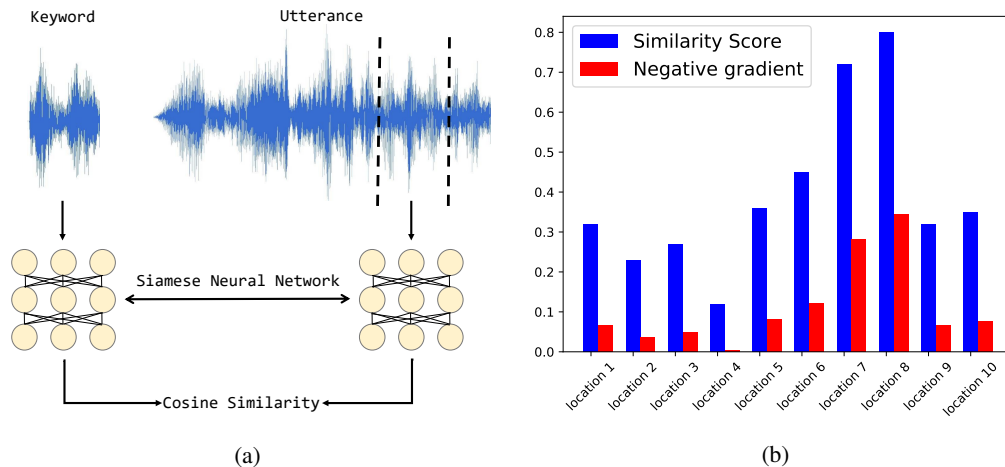 Keyword
Utterance
Siamese Neural Network
Cosine Similarity
(a)
Similarity Score
Negative gradient
0.8
0.7
0.6
0.5
0.4
0.3
0.2
0.1
0.0
location 1
location 2
location 3
location 4
location 5
location 6
location 7
location 8
location 9
location 10
(b)